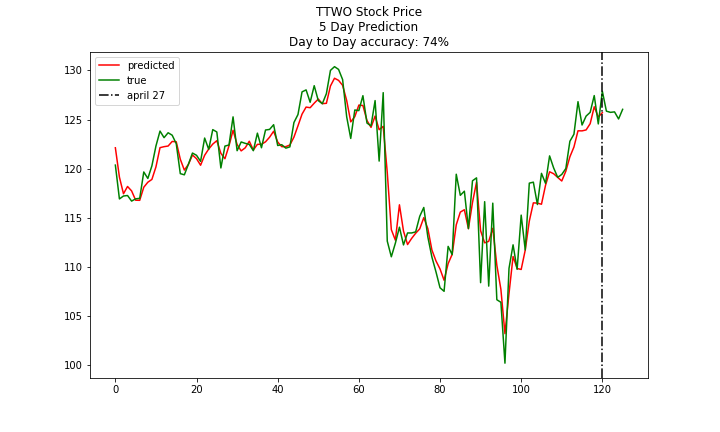 TTWO Stock Price
5 Day Prediction
Day to Day accuracy: 74%
predicted
true
april 27
130
125
120
115
110
105
100
0
20
40
60
80
100
120